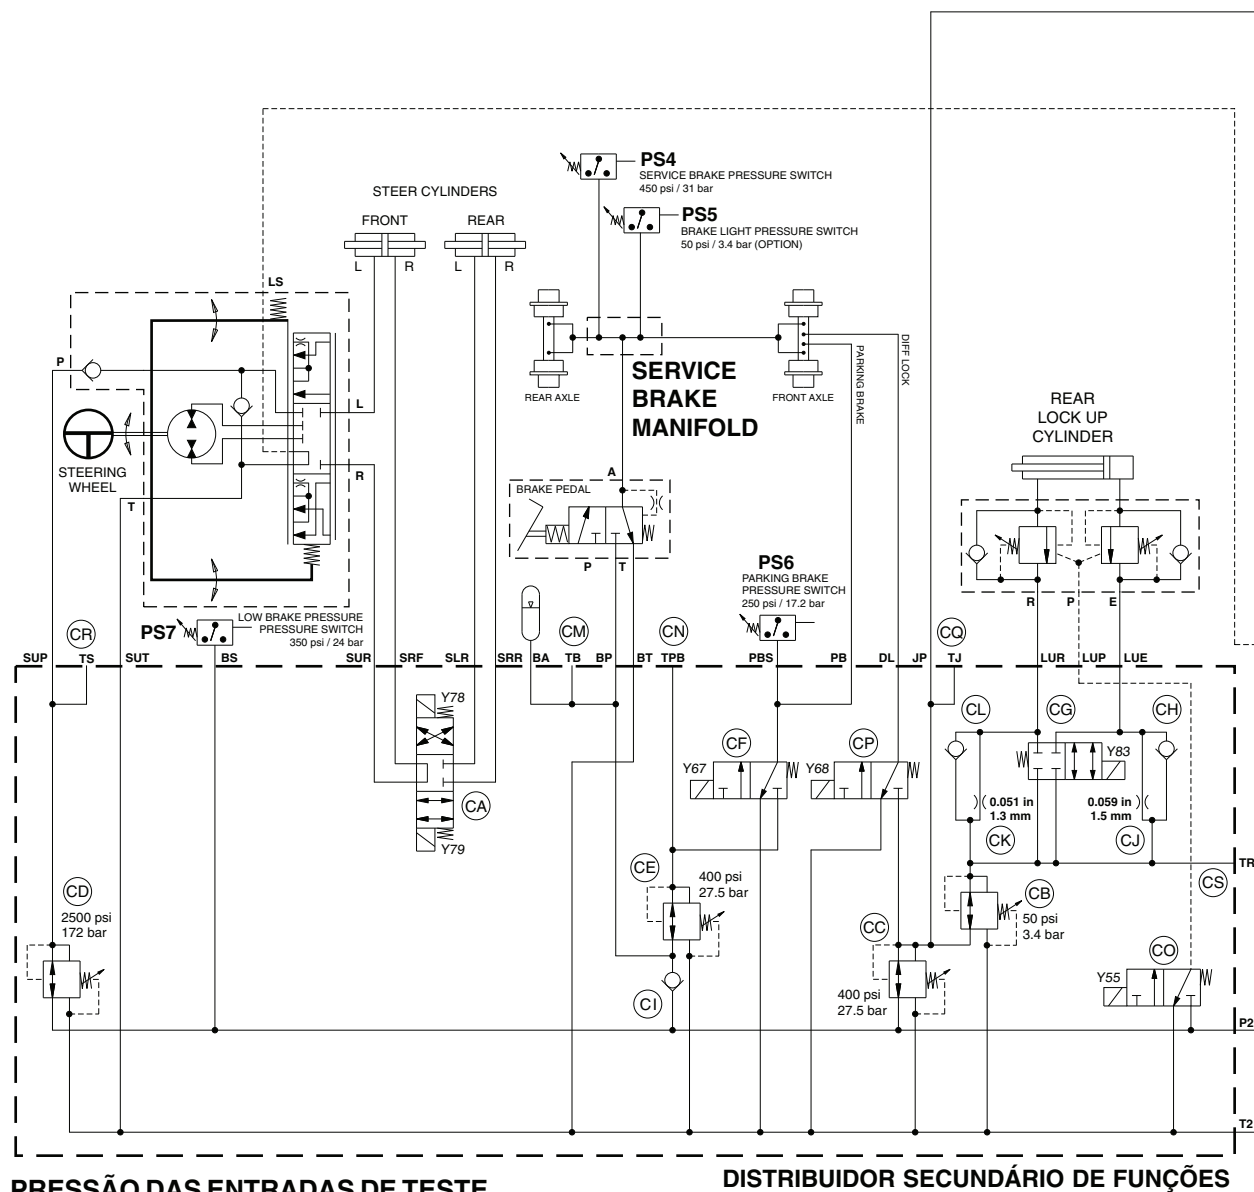 PS4
SERVICE BRAKE PRESSURE SWITCH
450 psi / 31 bar
PS5
BRAKE LIGHT PRESSURE SWITCH
50 psi / 3.4 bar (OPTION)
STEER CYLINDERS
FRONT
REAR
L
R
L
R
LS
P
L
R
T
STEERING
WHEEL
REAR AXLE
SERVICE
BRAKE
MANIFOLD
FRONT AXLE
DIFF LOCK
PARKING BRAKE
REAR
LOCK UP
CYLINDER
A
BRAKE PEDAL
P
T
PS6
PARKING BRAKE
PRESSURE SWITCH
250 psi / 17.2 bar
R
P
E
PS7
LOW BRAKE PRESSURE
PRESSURE SWITCH
350 psi / 24 bar
CR
CM
CN
CQ
SUP
TS
SUT
BS
SUR
SRF
SLR
SRR
BA
TB
BP
BT
TPB
PBS
PB
DL
JP
TJ
LUR
LUP
LUE
Y78
CA
Y79
CF
Y67
CP
Y68
CL
CG
CH
Y83
0.051 in
1.3 mm
0.059 in
1.5 mm
CK
CJ
TR
CS
CD
2500 psi
172 bar
CE
400 psi
27.5 bar
CB
50 psi
3.4 bar
CC
400 psi
27.5 bar
CO
Y55
CI
P2
T2
PRESSÃO DAS ENTRADAS DE TESTE
DISTRIBUIDOR SECUNDÁRIO DE FUNÇÕES